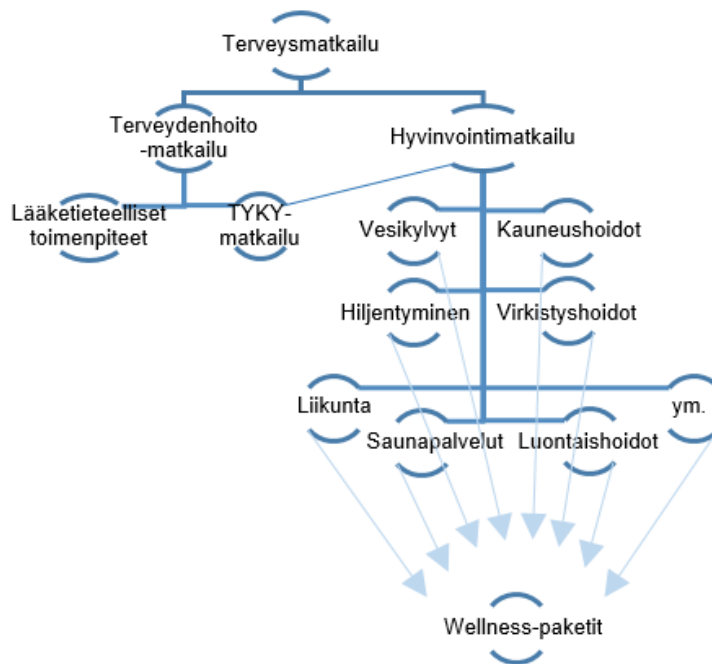 Terveysmatkailu
Terveydenhoito
-matkailu
Hyvinvointimatkailu
Lääketieteelliset
toimenpiteet
TYKY-
matkailu
Vesikylvyt
Kauneushoidot
Hiljentyminen
Virkistyshoidot
Liikunta
ym.
Saunapalvelut
Luontaishoidot
Wellness-paketit